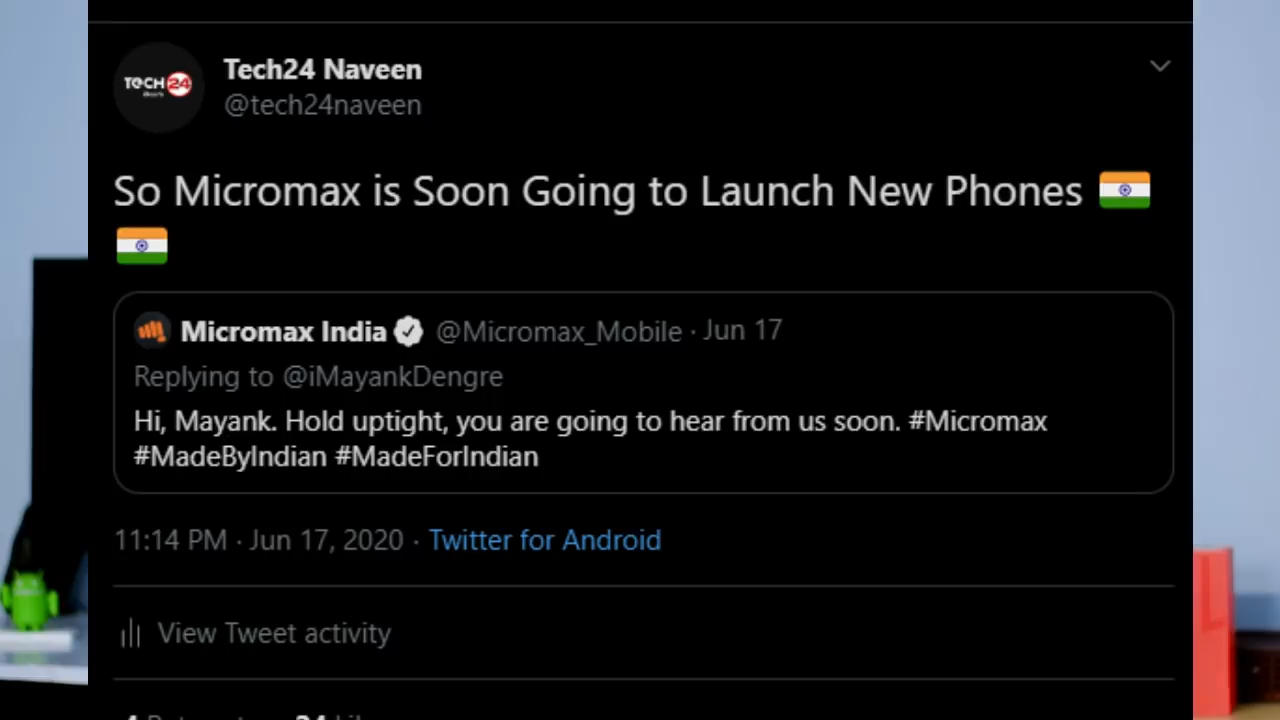 TECH24
Tech24 Naveen
@tech24naveen
So Micromax is Soon Going to Launch New Phones 🇮🇳
🇮🇳
Micromax India @Micromax_Mobile · Jun 17
Replying to @iMayankDengre
Hi, Mayank. Hold uptight, you are going to hear from us soon. #Micromax
#MadeByIndian #MadeForIndian
11:14 PM · Jun 17, 2020 · Twitter for Android
View Tweet activity